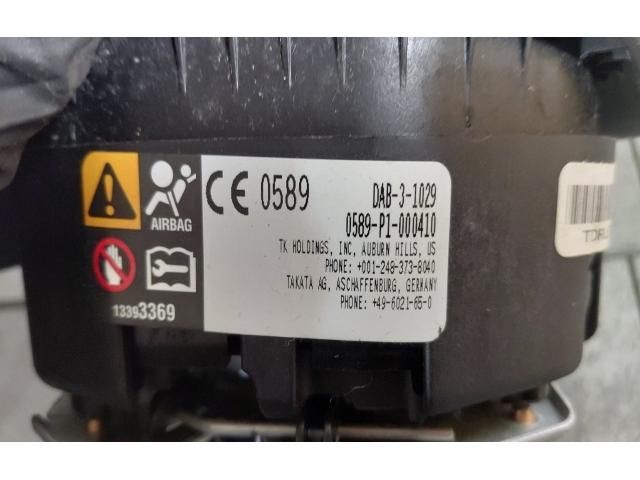 AIRBAG
13393369
CE 0589
DAB-3-1029
0589-P1-000410
TK HOLDINGS, INC, AUBURN HILLS, US
PHONE: +001-248-373-8040
TAKATA AG, ASCHAFFENBURG, GERMANY
PHONE: +49-6021-65-0